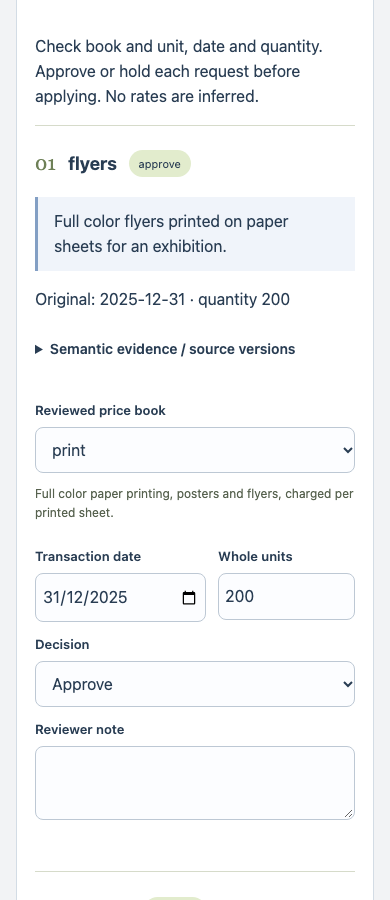 Check book and unit, date and quantity.
Approve or hold each request before
applying. No rates are inferred.
01 flyers approve
Full color flyers printed on paper
sheets for an exhibition.
Original: 2025-12-31 · quantity 200
Semantic evidence / source versions
Reviewed price book
print
Full color paper printing, posters and flyers, charged per
printed sheet.
Transaction date Whole units
31/12/2025 200
Decision
Approve
Reviewer note